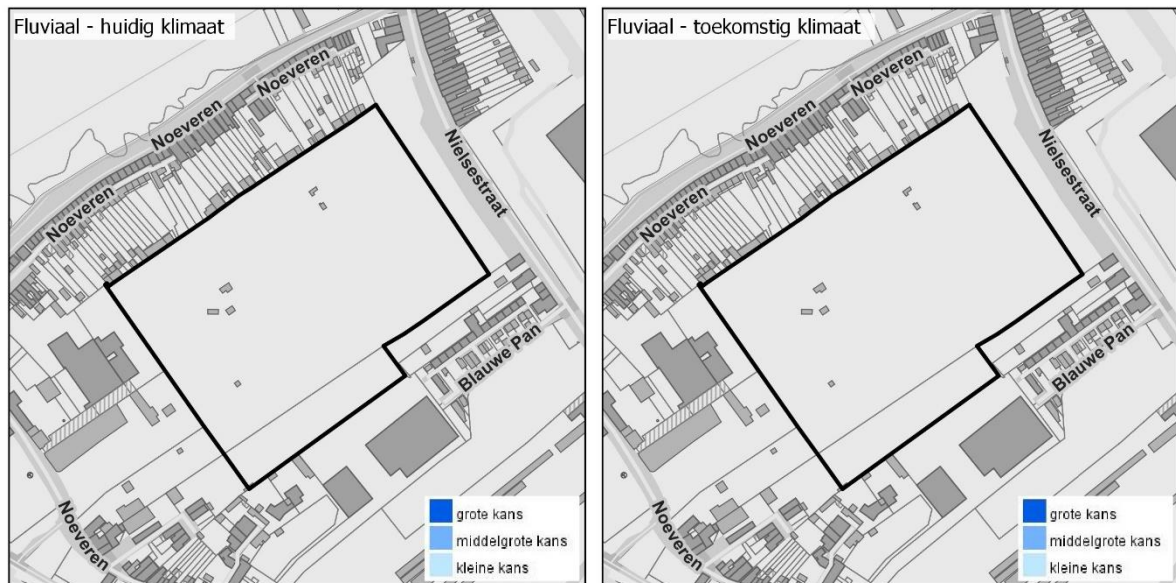 Fluviaal - huidig klimaat
Noeveren
Noeveren
Noeveren
Nielsestraat
Blauwe Pan
Noeveren
grote kans
middelgrote kans
kleine kans
Fluviaal - toekomstig klimaat
Noeveren
Noeveren
Noeveren
Nielsestraat
Blauwe Pan
Noeveren
grote kans
middelgrote kans
kleine kans